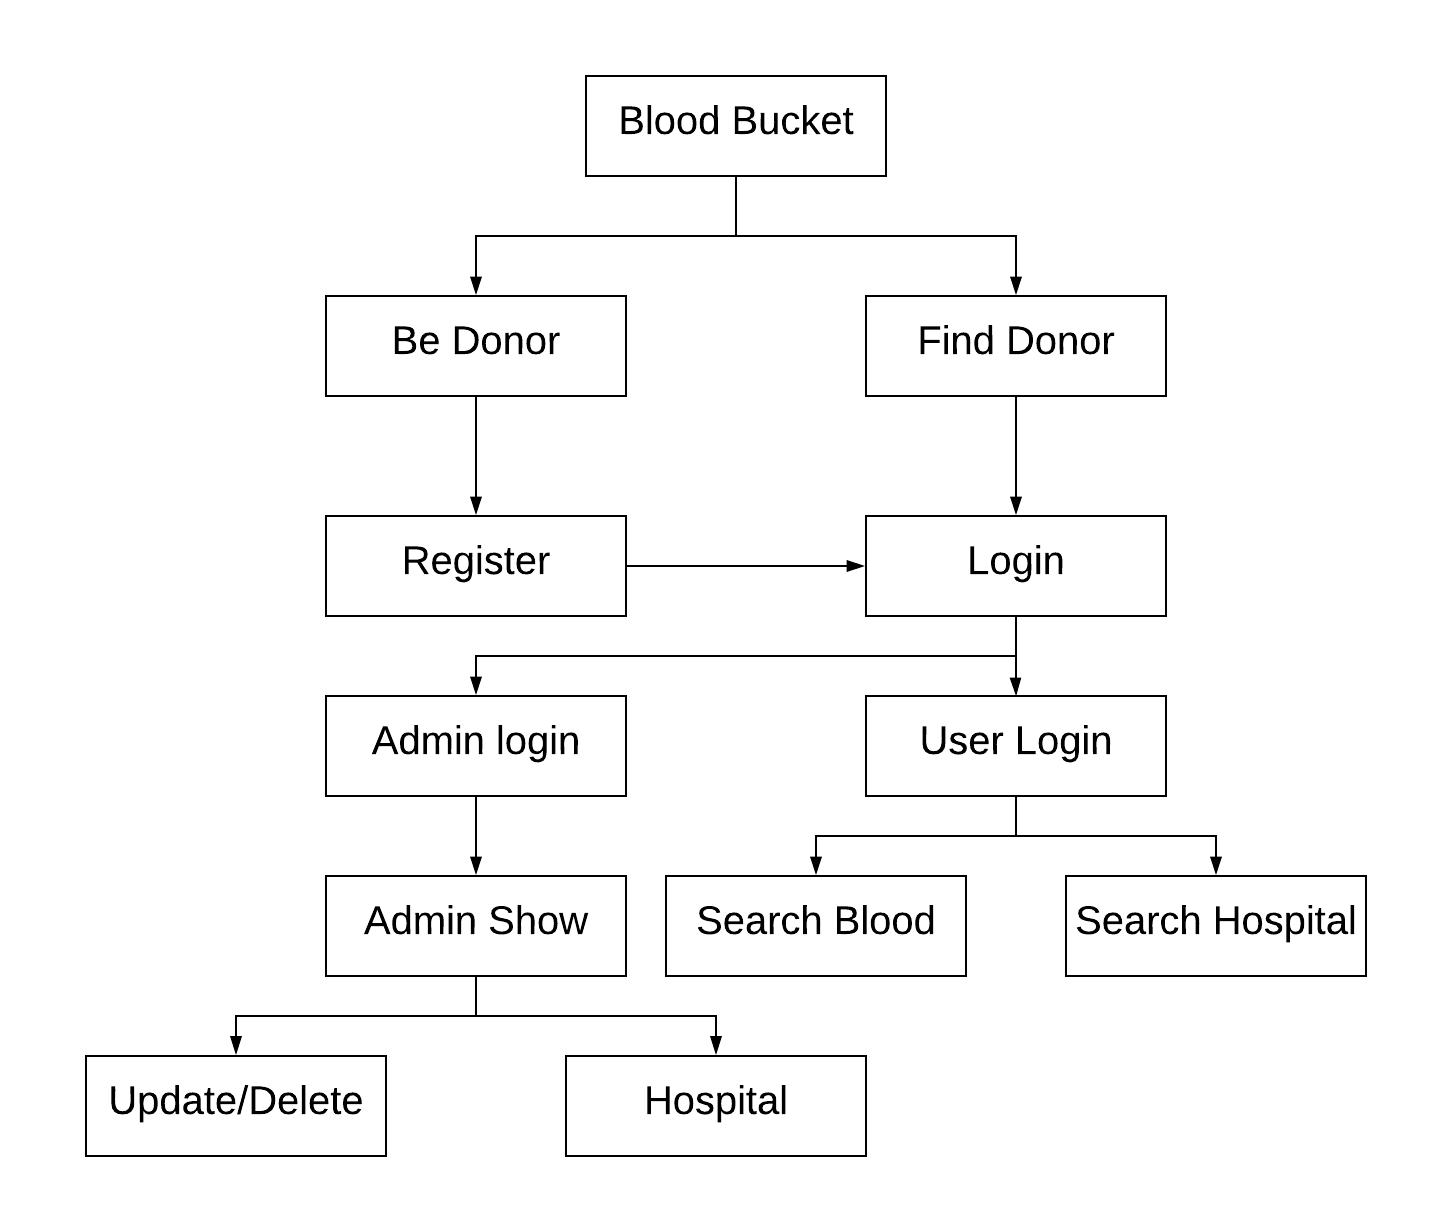 Blood Bucket
Be Donor
Find Donor
Register
Login
Admin login
User Login
Admin Show
Search Blood
Search Hospital
Update/Delete
Hospital